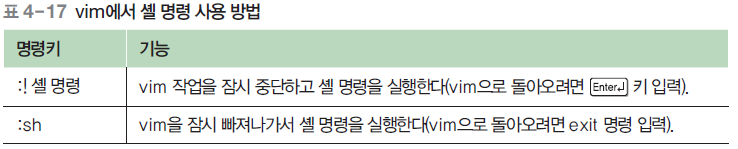 표 4-17 vim에서 셸 명령 사용 방법
명령키 기능
:! 셸 명령 vim 작업을 잠시 중단하고 셸 명령을 실행한다(vim으로 돌아오려면 Enter↵ 키 입력).
:sh vim을 잠시 빠져나가서 셸 명령을 실행한다(vim으로 돌아오려면 exit 명령 입력).